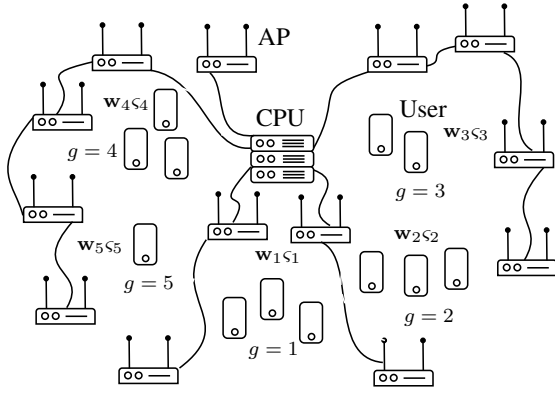 AP
w₄ς₄
CPU
User
w₃ς₃
g = 4
g = 3
w₅ς₅
w₂ς₂
w₁ς₁
g = 5
g = 2
g = 1